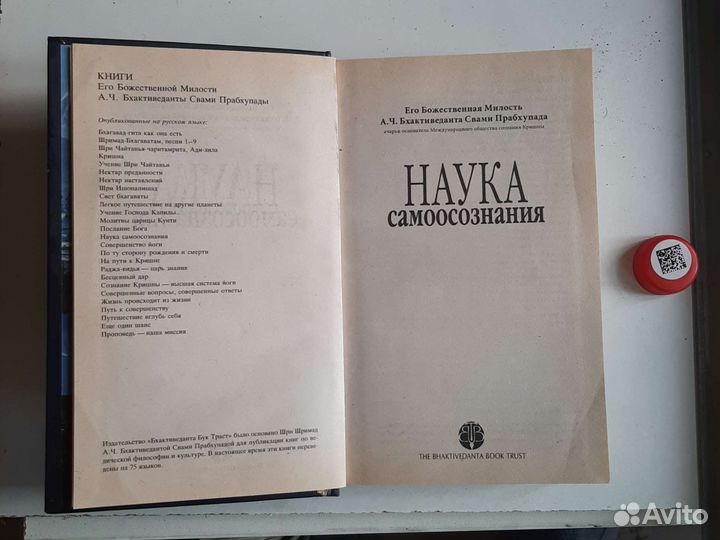 КНИГИ
Его Божественной Милости
А.Ч. Бхактиведанты Свами Прабхупады
Опубликованные на русском языке:
Бхагавад-гита как она есть
Шримад-Бхагаватам, песни 1—9
Шри Чайтанья-чаритамрита, Ади-лила
Кришна
Учение Шри Чайтаньи
Нектар преданности
Нектар наставлений
Шри Ишопанишад
Свет бхагаваты
Легкое путешествие на другие планеты
Учение Господа Капилы
Молитвы царицы Кунти
Послание Бога
Наука самоосознания
Совершенство йоги
По ту сторону рождения и смерти
На пути к Кришне
Раджа-видья — царь знания
Бесценный дар
Сознание Кришны — высшая система йоги
Совершенные вопросы, совершенные ответы
Жизнь происходит из жизни
Путь к совершенству
Путешествие вглубь себя
Еще один шанс
Проповедь — наша миссия
Издательство «Бхактиведанта Бук Траст» было основано Шри Шримад
А.Ч. Бхактиведантой Свами Прабхупадой для публикации книг по ве-
дической философии и культуре. В настоящее время эти книги переве-
дены на 75 языков.
Его Божественная Милость
А.Ч. Бхактиведанта Свами Прабхупада
ачарья-основатель Международного общества сознания Кришны
НАУКА
самоосознания
THE BHAKTIVEDANTA BOOK TRUST
Avito